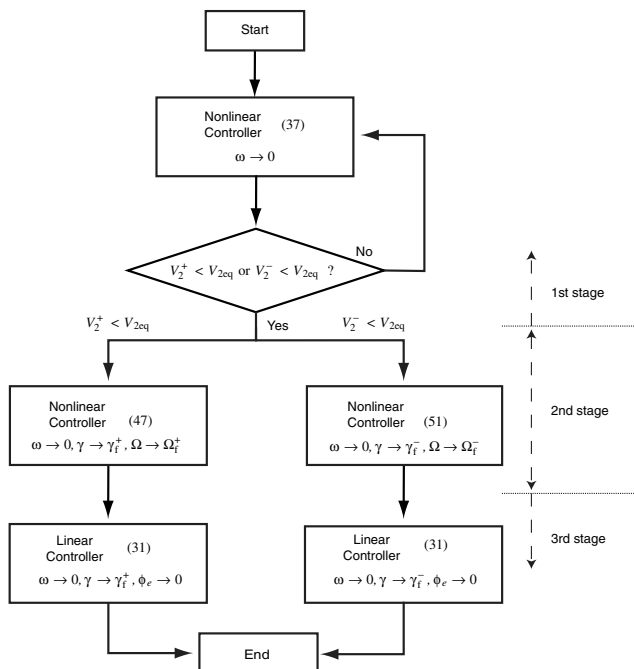 Start
Nonlinear
Controller (37)
ω → 0
No
V₂⁺ < V₂eq or V₂⁻ < V₂eq ?
1st stage
V₂⁺ < V₂eq
Yes
V₂⁻ < V₂eq
Nonlinear
Controller (47)
ω → 0, γ → γf⁺, Ω → Ωf⁺
Nonlinear
Controller (51)
ω → 0, γ → γf⁻, Ω → Ωf⁻
2nd stage
Linear
Controller (31)
ω → 0, γ → γf⁺, ϕe → 0
Linear
Controller (31)
ω → 0, γ → γf⁻, ϕe → 0
3rd stage
End